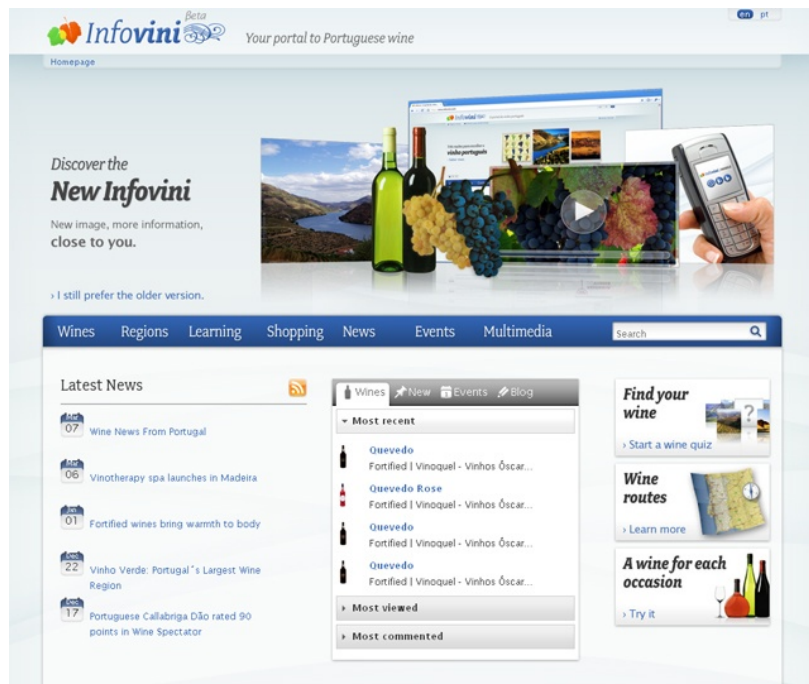 Beta
Infovini
Your portal to Portuguese wine
en pt
Homepage
Discover the
New Infovini
New image, more information,
close to you.
› I still prefer the older version.
vinho português
Wines Regions Learning Shopping News Events Multimedia
Search
Latest News
07 Wine News From Portugal
06 Vinotherapy spa launches in Madeira
01 Fortified wines bring warmth to body
Dec 22 Vinho Verde: Portugal´s Largest Wine
Region
Dec 17 Portuguese Callabriga Dão rated 90
points in Wine Spectator
Wines New Events Blog
Most recent
Quevedo
Fortified | Vinoquel - Vinhos Óscar...
Quevedo Rose
Fortified | Vinoquel - Vinhos Óscar...
Quevedo
Fortified | Vinoquel - Vinhos Óscar...
Quevedo
Fortified | Vinoquel - Vinhos Óscar...
Most viewed
Most commented
Find your
wine
?
› Start a wine quiz
Wine
routes
› Learn more
A wine for each
occasion
› Try it